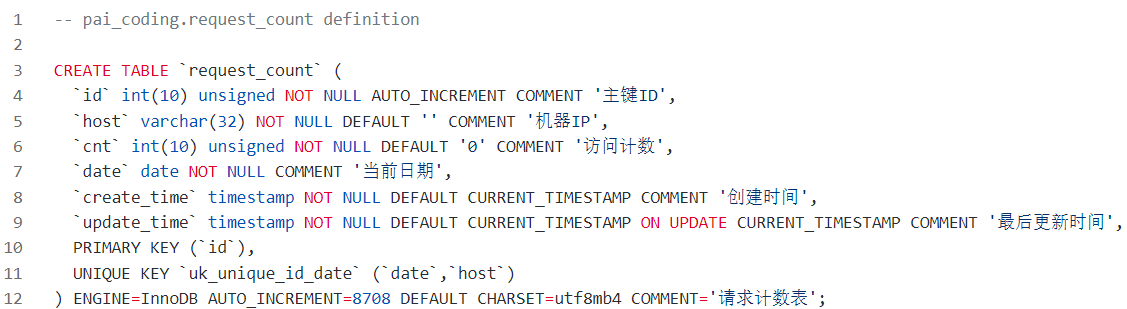 1 -- pai_coding.request_count definition
2
3 CREATE TABLE `request_count` (
4 `id` int(10) unsigned NOT NULL AUTO_INCREMENT COMMENT '主键ID',
5 `host` varchar(32) NOT NULL DEFAULT '' COMMENT '机器IP',
6 `cnt` int(10) unsigned NOT NULL DEFAULT '0' COMMENT '访问计数',
7 `date` date NOT NULL COMMENT '当前日期',
8 `create_time` timestamp NOT NULL DEFAULT CURRENT_TIMESTAMP COMMENT '创建时间',
9 `update_time` timestamp NOT NULL DEFAULT CURRENT_TIMESTAMP ON UPDATE CURRENT_TIMESTAMP COMMENT '最后更新时间',
10 PRIMARY KEY (`id`),
11 UNIQUE KEY `uk_unique_id_date` (`date`,`host`)
12 ) ENGINE=InnoDB AUTO_INCREMENT=8708 DEFAULT CHARSET=utf8mb4 COMMENT='请求计数表';